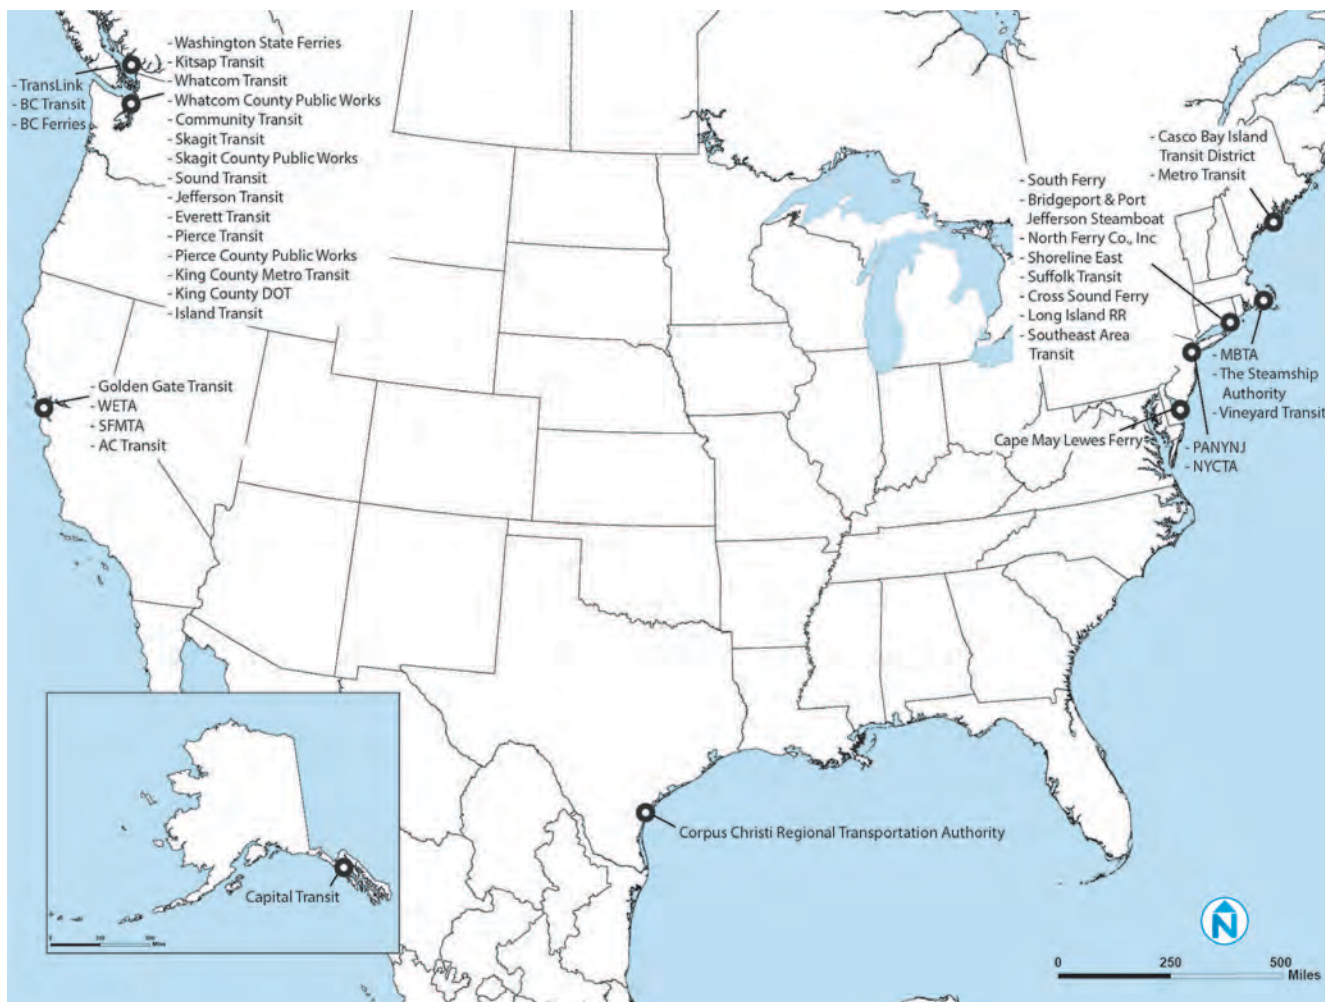 - Washington State Ferries
- Kitsap Transit
- Whatcom Transit
- Whatcom County Public Works
- Community Transit
- Skagit Transit
- Skagit County Public Works
- Sound Transit
- Jefferson Transit
- Everett Transit
- Pierce Transit
- Pierce County Public Works
- King County Metro Transit
- King County DOT
- Island Transit
- TransLink
- BC Transit
- BC Ferries
- Golden Gate Transit
- WETA
- SFMTA
- AC Transit
- Casco Bay Island
Transit District
- Metro Transit
- South Ferry
- Bridgeport & Port
Jefferson Steamboat
- North Ferry Co., Inc
- Shoreline East
- Suffolk Transit
- Cross Sound Ferry
- Long Island RR
- Southeast Area
Transit
- MBTA
- The Steamship
Authority
- Vineyard Transit
Cape May Lewes Ferry
- PANYNJ
- NYCTA
Corpus Christi Regional Transportation Authority
Capital Transit
N
0 250 500
Miles